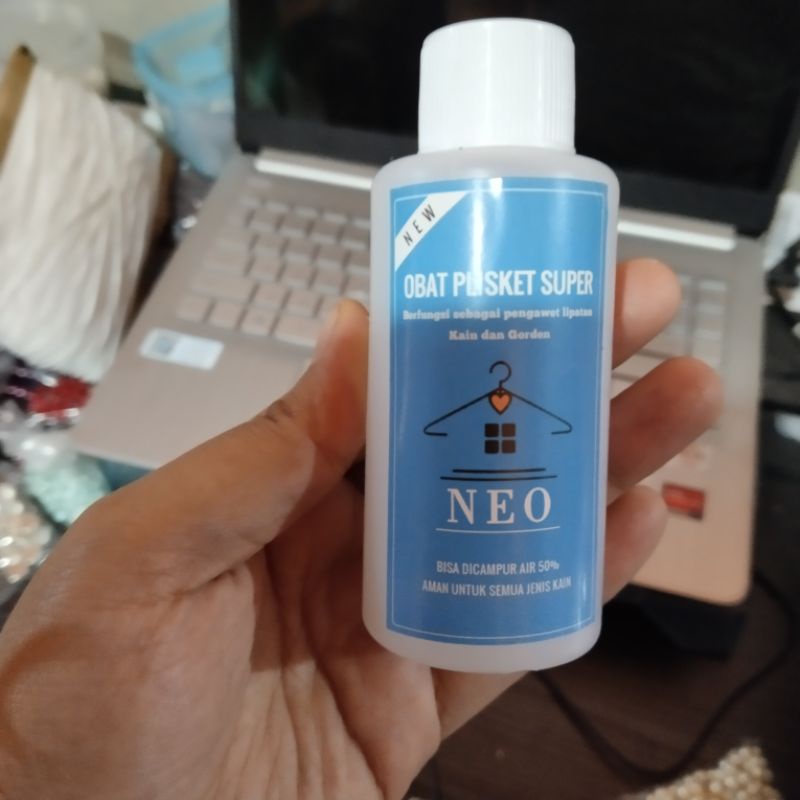 NEW
OBAT PLISKET SUPER
Berfungsi sebagai pengawet lipatan
Kain dan Gorden
NEO
BISA DICAMPUR AIR 50%
AMAN UNTUK SEMUA JENIS KAIN